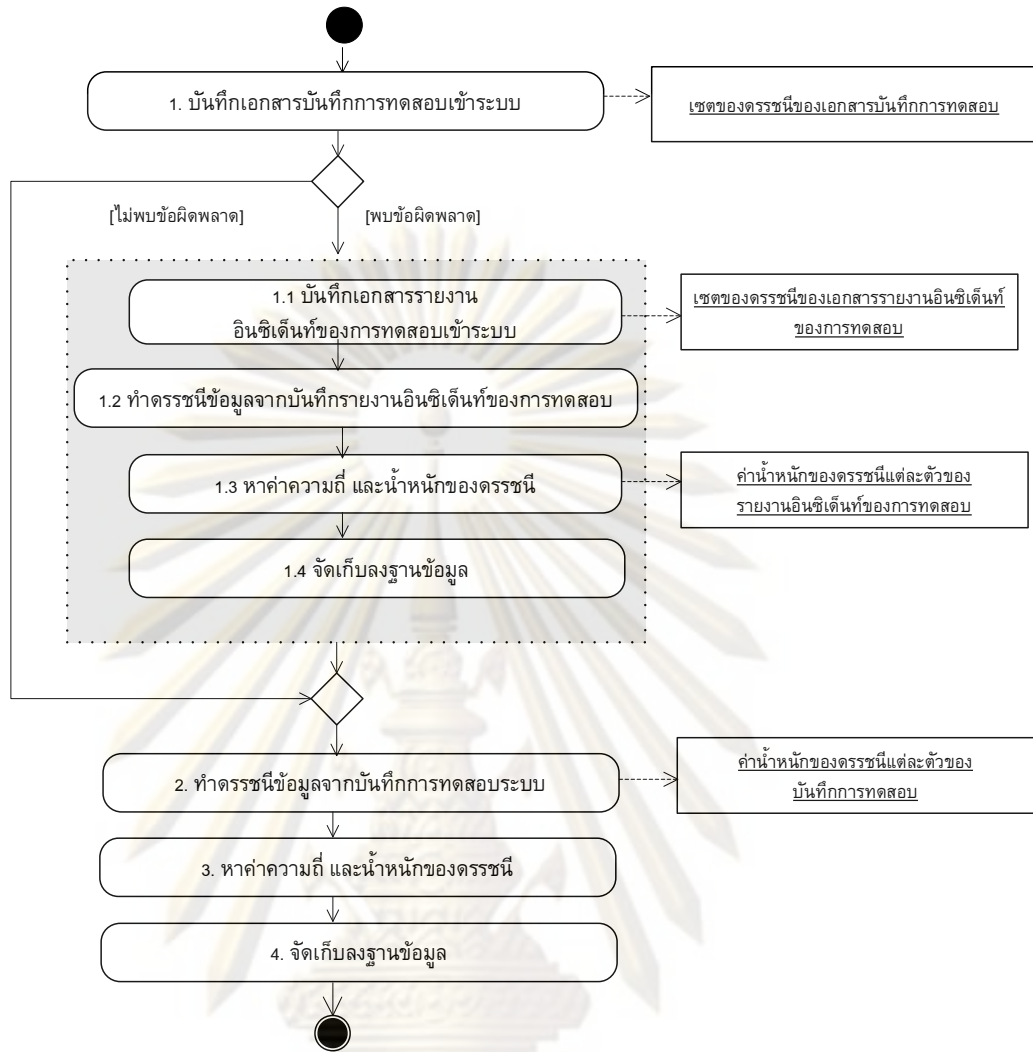 1. บันทึกเอกสารบันทึกการทดสอบเข้าระบบ
เซตของดรรชนีของเอกสารบันทึกการทดสอบ
[ไม่พบข้อผิดพลาด]
[พบข้อผิดพลาด]
1.1 บันทึกเอกสารรายงาน
อินซิเด็นท์ของการทดสอบเข้าระบบ
เซตของดรรชนีของเอกสารรายงานอินซิเด็นท์
ของการทดสอบ
1.2 ทำดรรชนีข้อมูลจากบันทึกรายงานอินซิเด็นท์ของการทดสอบ
1.3 หาค่าความถี่ และน้ำหนักของดรรชนี
ค่าน้ำหนักของดรรชนีแต่ละตัวของ
รายงานอินซิเด็นท์ของการทดสอบ
1.4 จัดเก็บลงฐานข้อมูล
2. ทำดรรชนีข้อมูลจากบันทึกการทดสอบระบบ
ค่าน้ำหนักของดรรชนีแต่ละตัวของ
บันทึกการทดสอบ
3. หาค่าความถี่ และน้ำหนักของดรรชนี
4. จัดเก็บลงฐานข้อมูล